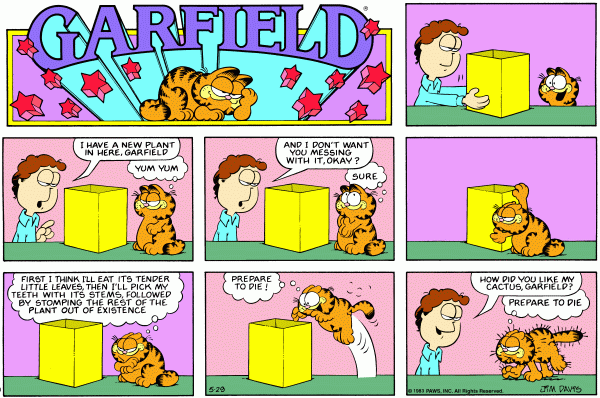 GARFIELD
®
I HAVE A NEW PLANT
IN HERE, GARFIELD
YUM YUM
AND I DON'T WANT
YOU MESSING
WITH IT, OKAY?
SURE
FIRST I THINK I'LL EAT ITS TENDER
LITTLE LEAVES, THEN I'LL PICK MY
TEETH WITH ITS STEMS, FOLLOWED
BY STOMPING THE REST OF THE
PLANT OUT OF EXISTENCE
PREPARE
TO DIE!
5-29
HOW DID YOU LIKE MY
CACTUS, GARFIELD?
PREPARE TO DIE
© 1983 PAWS, INC. All Rights Reserved.
JIM DAVIS